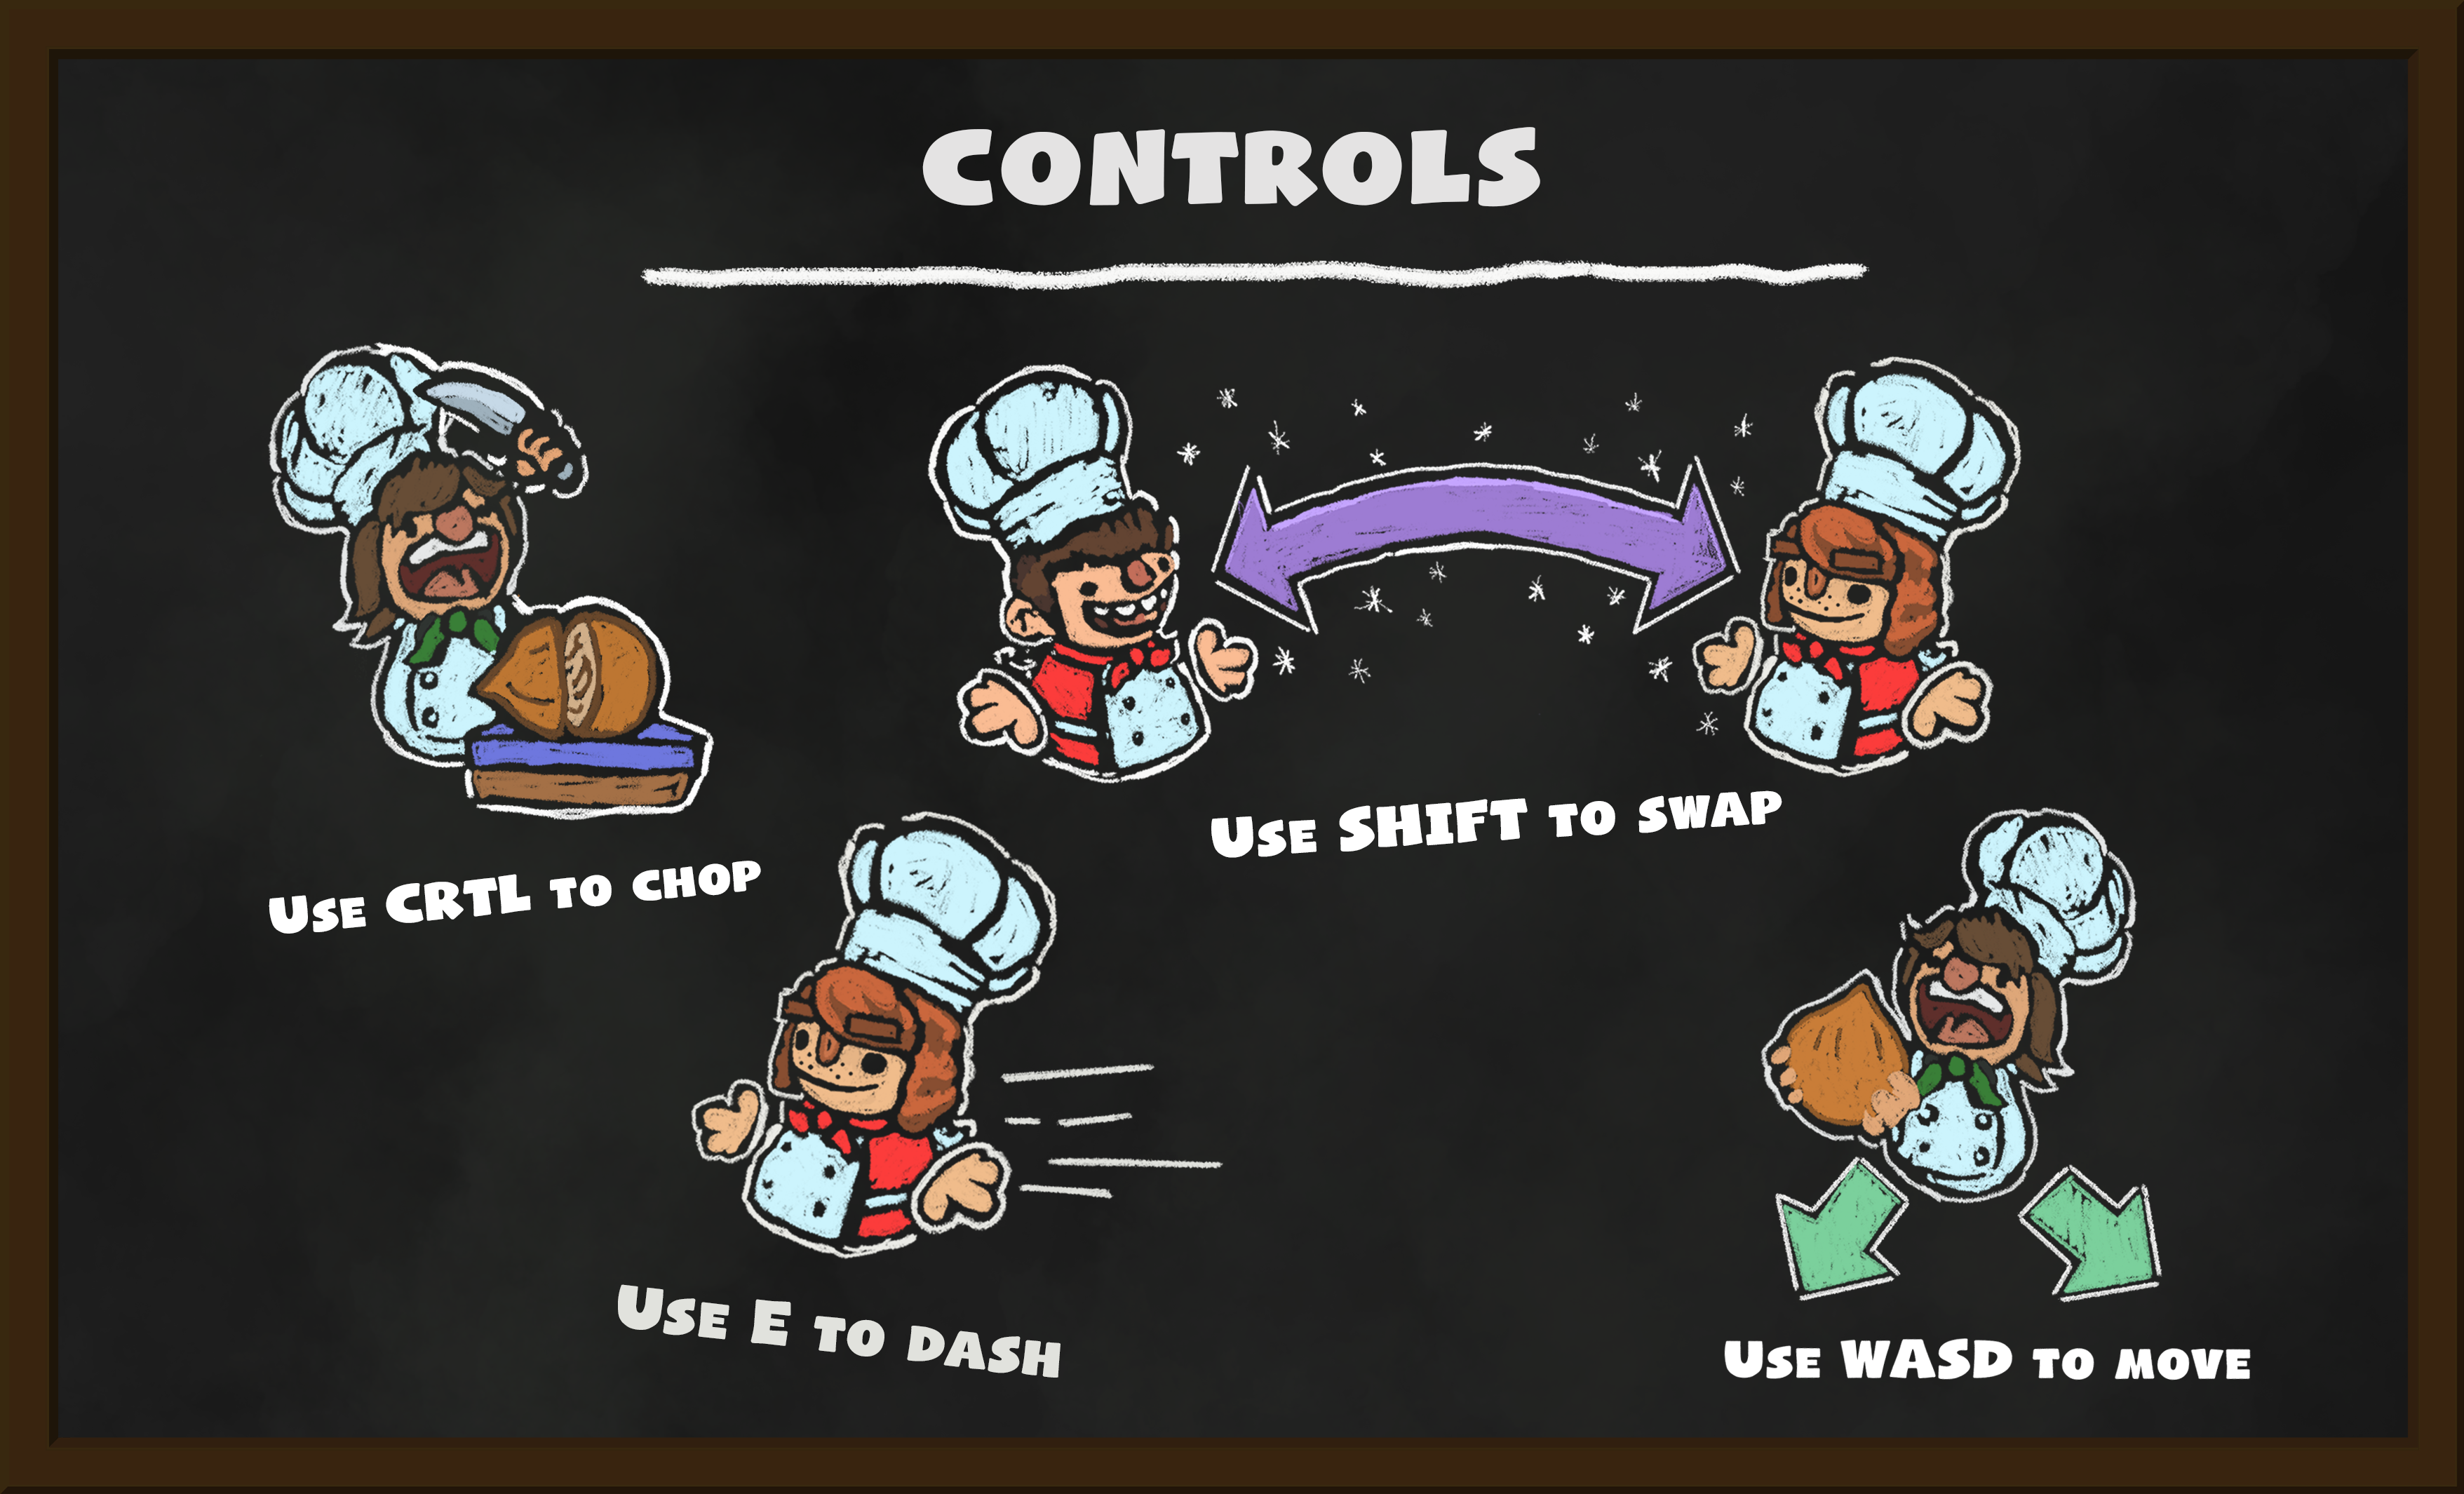 CONTROLS
USE SHIFT TO SWAP
USE CRTL TO CHOP
USE E TO DASH
USE WASD TO MOVE